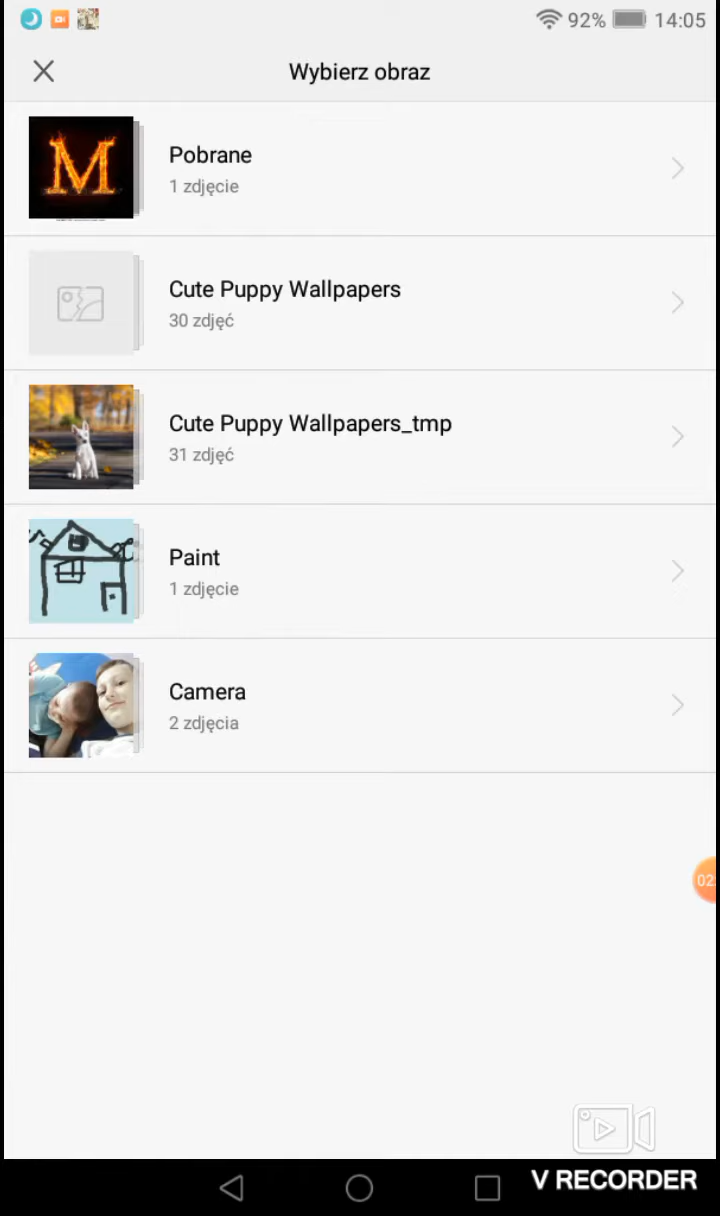 92% 14:05
Wybierz obraz
M
Pobrane
1 zdjęcie
Cute Puppy Wallpapers
30 zdjęć
Cute Puppy Wallpapers_tmp
31 zdjęć
Paint
1 zdjęcie
Camera
2 zdjęcia
02
V RECORDER